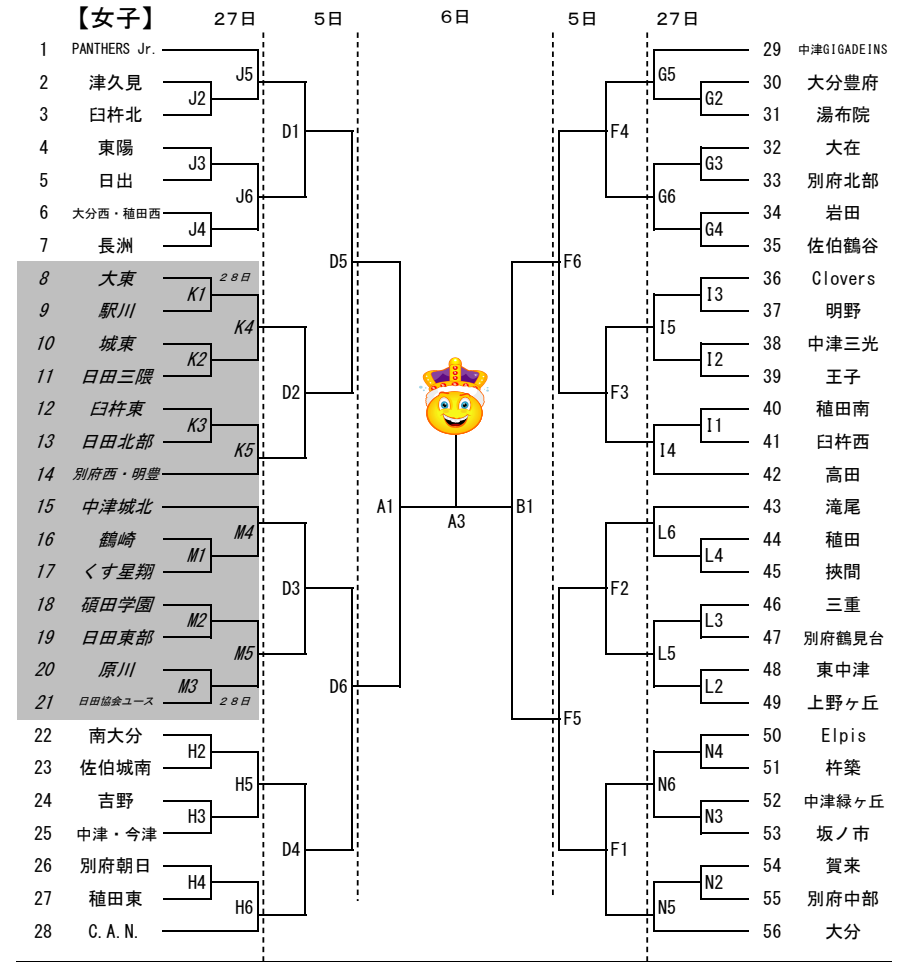 【女子】 27日 5日 6日 5日 27日
1 PANTHERS Jr.
2 津久見
3 臼杵北
4 東陽
5 日出
6 大分西・稙田西
7 長洲
8 大東 28日
9 駅川
10 城東
11 日田三隈
12 臼杵東
13 日田北部
14 別府西・明豊
15 中津城北
16 鶴崎
17 くす星翔
18 碩田学園
19 日田東部
20 原川
21 日田協会ユース 28日
22 南大分
23 佐伯城南
24 吉野
25 中津・今津
26 別府朝日
27 稙田東
28 C.A.N.
J5
J2
J3
J6
J4
K1
K4
K2
K3
K5
M4
M1
M2
M5
M3
H2
H5
H3
H4
H6
D1
D2
D3
D4
D5
D6
A1
A3
B1
F6
F5
F4
F3
F2
F1
G5
G2
G3
G6
G4
I3
I5
I2
I1
I4
L6
L4
L3
L5
L2
N4
N6
N3
N2
N5
29 中津GIGADEINS
30 大分豊府
31 湯布院
32 大在
33 別府北部
34 岩田
35 佐伯鶴谷
36 Clovers
37 明野
38 中津三光
39 王子
40 稙田南
41 臼杵西
42 高田
43 滝尾
44 稙田
45 挾間
46 三重
47 別府鶴見台
48 東中津
49 上野ヶ丘
50 Elpis
51 杵築
52 中津緑ヶ丘
53 坂ノ市
54 賀来
55 別府中部
56 大分